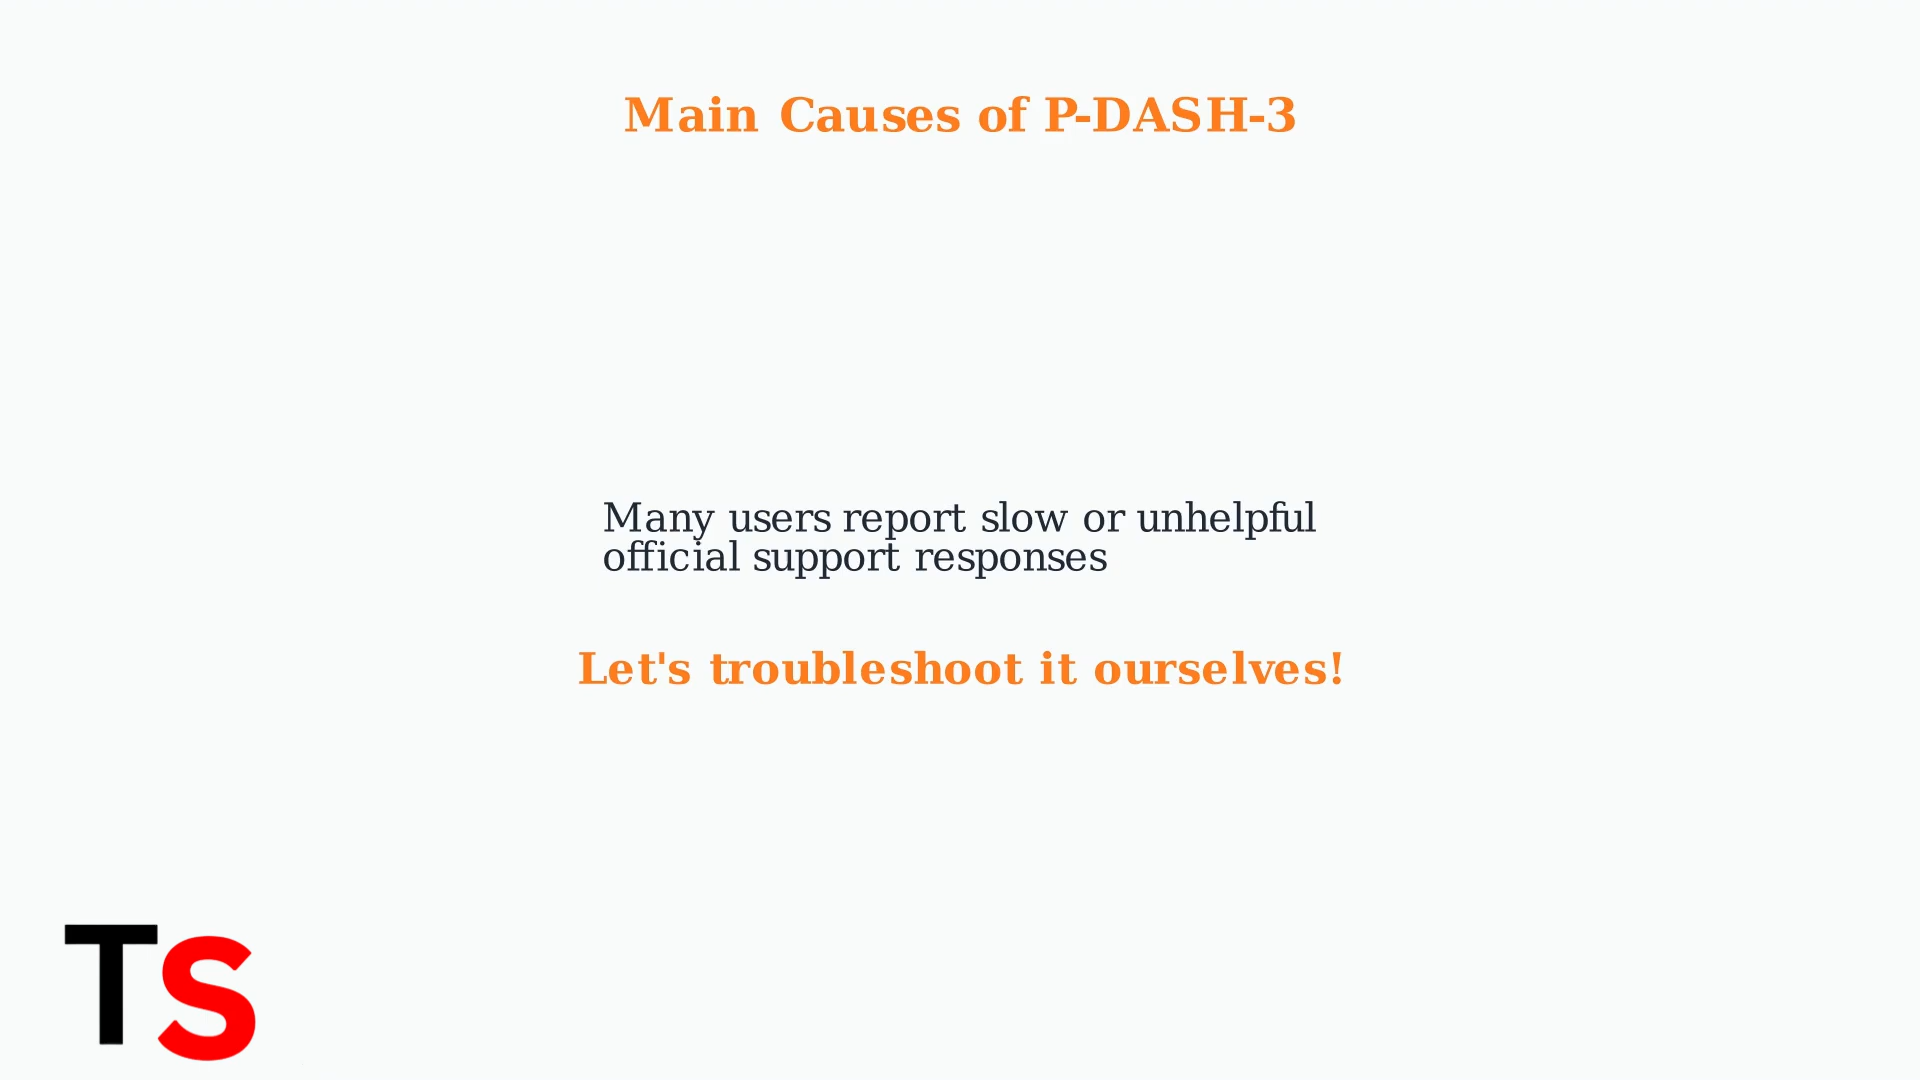 Main Causes of P-DASH-3
Many users report slow or unhelpful
official support responses
Let's troubleshoot it ourselves!
TS